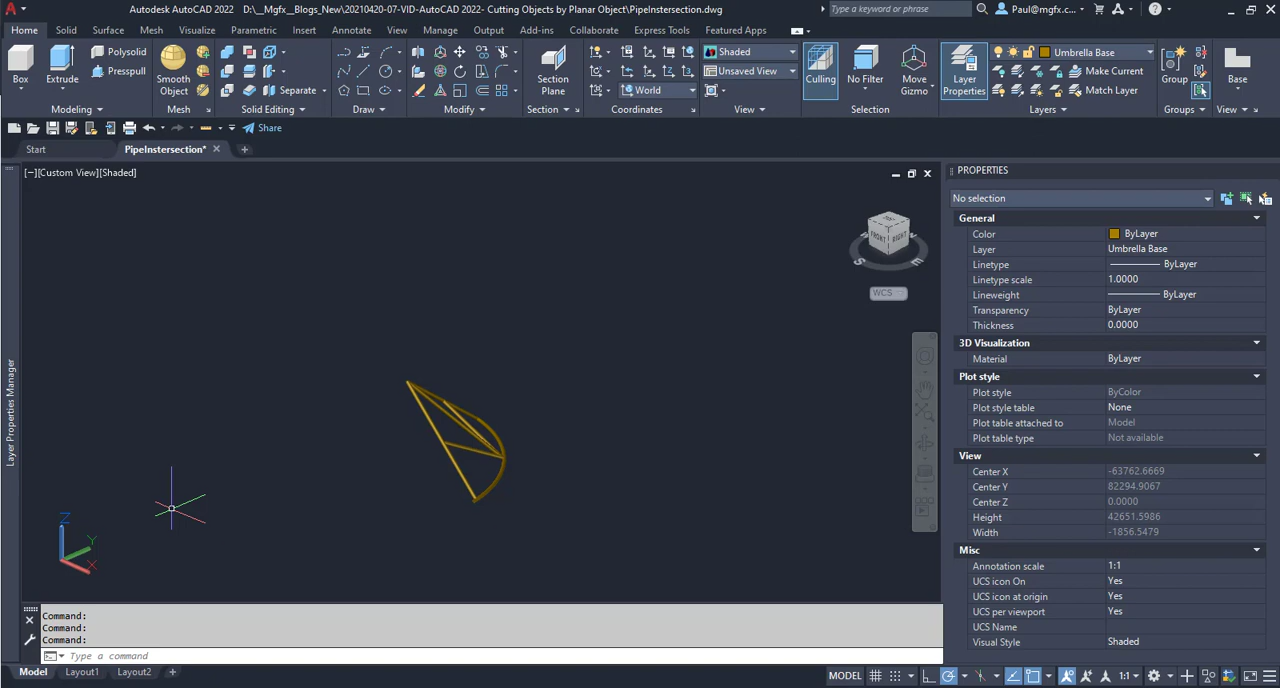 Autodesk AutoCAD 2022 D:\__Mgfx_Blogs_New\20210420-07-VID-AutoCAD 2022- Cutting Objects by Planar Object\PipeIntersection.dwg
Type a keyword or phrase
Paul@mgfx.c...
Home Solid Surface Mesh Visualize Parametric Insert Annotate View Manage Output Add-ins Collaborate Express Tools Featured Apps
Polysolid
Presspull
Box
Extrude
Smooth Object
Separate
Section Plane
World
Shaded
Unsaved View
Culling
No Filter
Move Gizmo
Layer Properties
Umbrella Base
Make Current
Match Layer
Group
Base
Modeling Mesh Solid Editing Draw Modify Section Coordinates View Selection Layers Groups View
Share
Start
PipeIntersection*
[−][Custom View][Shaded]
Layer Properties Manager
TOP
FRONT
RIGHT
S
E
WCS
Z
Y
X
Command:
Command:
Command:
Type a command
Model Layout1 Layout2
PROPERTIES
No selection
General
Color ByLayer
Layer Umbrella Base
Linetype ByLayer
Linetype scale 1.0000
Lineweight ByLayer
Transparency ByLayer
Thickness 0.0000
3D Visualization
Material ByLayer
Plot style
Plot style ByColor
Plot style table None
Plot table attached to Model
Plot table type Not available
View
Center X -63762.6669
Center Y 82294.9067
Center Z 0.0000
Height 42651.5986
Width -1856.5479
Misc
Annotation scale 1:1
UCS icon On Yes
UCS icon at origin Yes
UCS per viewport Yes
UCS Name
Visual Style Shaded
MODEL
1:1